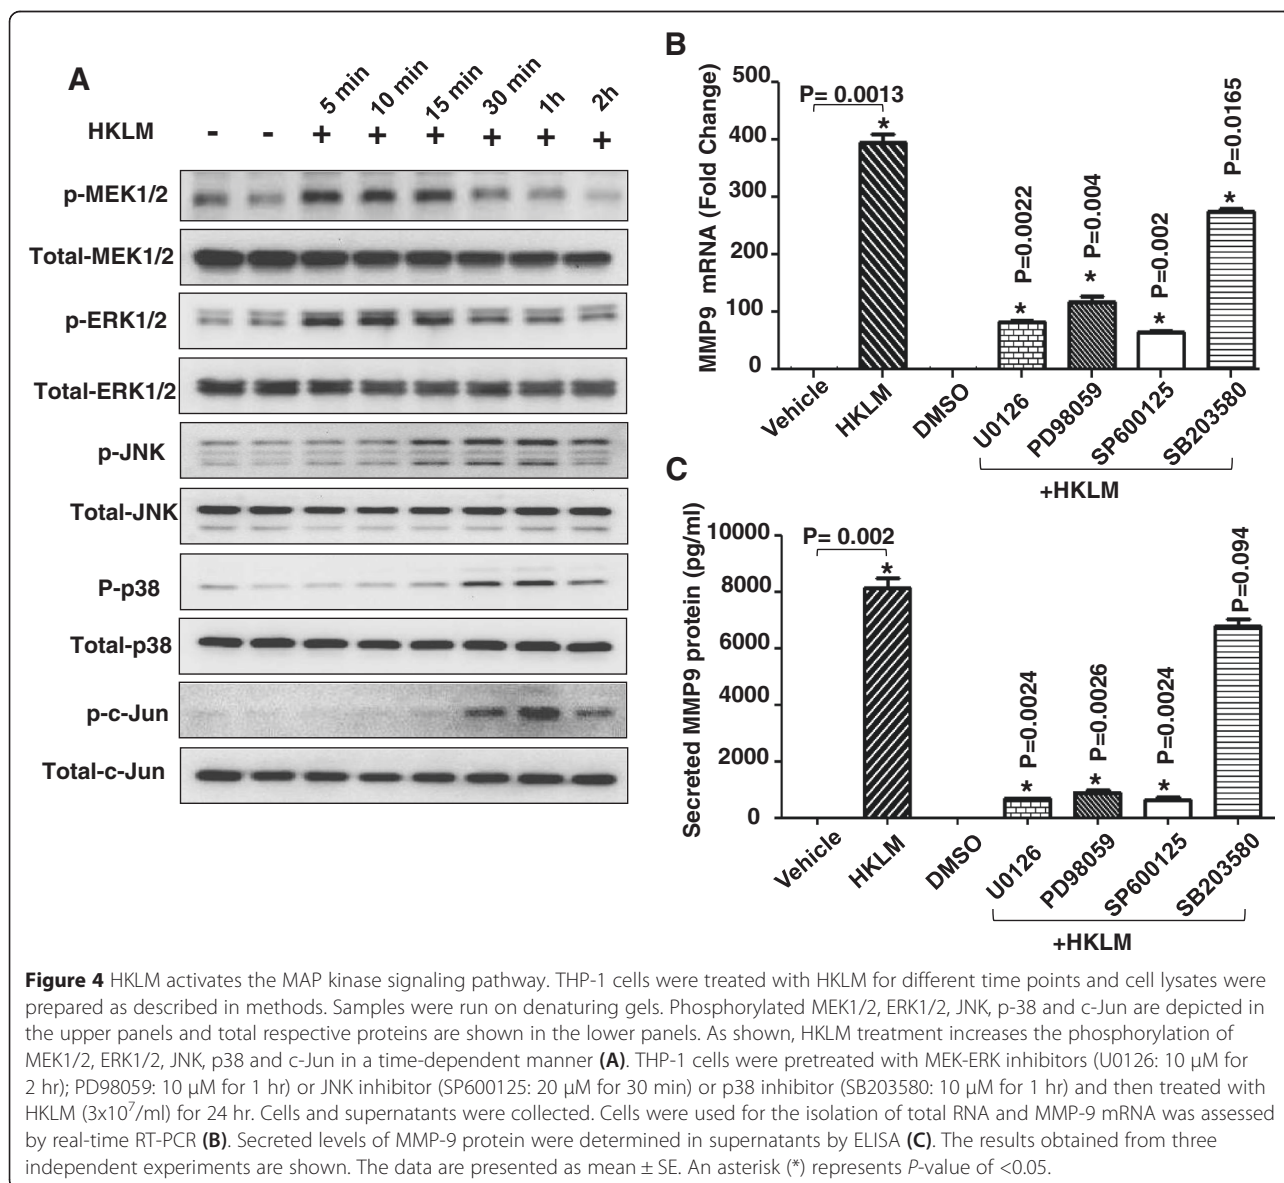 A
5 min
10 min
15 min
30 min
1h
2h
HKLM - - + + + + + +
p-MEK1/2
Total-MEK1/2
p-ERK1/2
Total-ERK1/2
p-JNK
Total-JNK
P-p38
Total-p38
p-c-Jun
Total-c-Jun
B
MMP9 mRNA (Fold Change)
500
400
300
200
100
0
P= 0.0013
*
* P=0.0022
* P=0.004
* P=0.002
* P=0.0165
Vehicle
HKLM
DMSO
U0126
PD98059
SP600125
SB203580
+HKLM
C
Secreted MMP9 protein (pg/ml)
10000
8000
6000
4000
2000
0
P= 0.002
*
* P=0.0024
* P=0.0026
* P=0.0024
P=0.094
Vehicle
HKLM
DMSO
U0126
PD98059
SP600125
SB203580
+HKLM
Figure 4 HKLM activates the MAP kinase signaling pathway. THP-1 cells were treated with HKLM for different time points and cell lysates were
prepared as described in methods. Samples were run on denaturing gels. Phosphorylated MEK1/2, ERK1/2, JNK, p-38 and c-Jun are depicted in
the upper panels and total respective proteins are shown in the lower panels. As shown, HKLM treatment increases the phosphorylation of
MEK1/2, ERK1/2, JNK, p38 and c-Jun in a time-dependent manner (A). THP-1 cells were pretreated with MEK-ERK inhibitors (U0126: 10 μM for
2 hr); PD98059: 10 μM for 1 hr) or JNK inhibitor (SP600125: 20 μM for 30 min) or p38 inhibitor (SB203580: 10 μM for 1 hr) and then treated with
HKLM (3x10⁷/ml) for 24 hr. Cells and supernatants were collected. Cells were used for the isolation of total RNA and MMP-9 mRNA was assessed
by real-time RT-PCR (B). Secreted levels of MMP-9 protein were determined in supernatants by ELISA (C). The results obtained from three
independent experiments are shown. The data are presented as mean ± SE. An asterisk (*) represents P-value of <0.05.